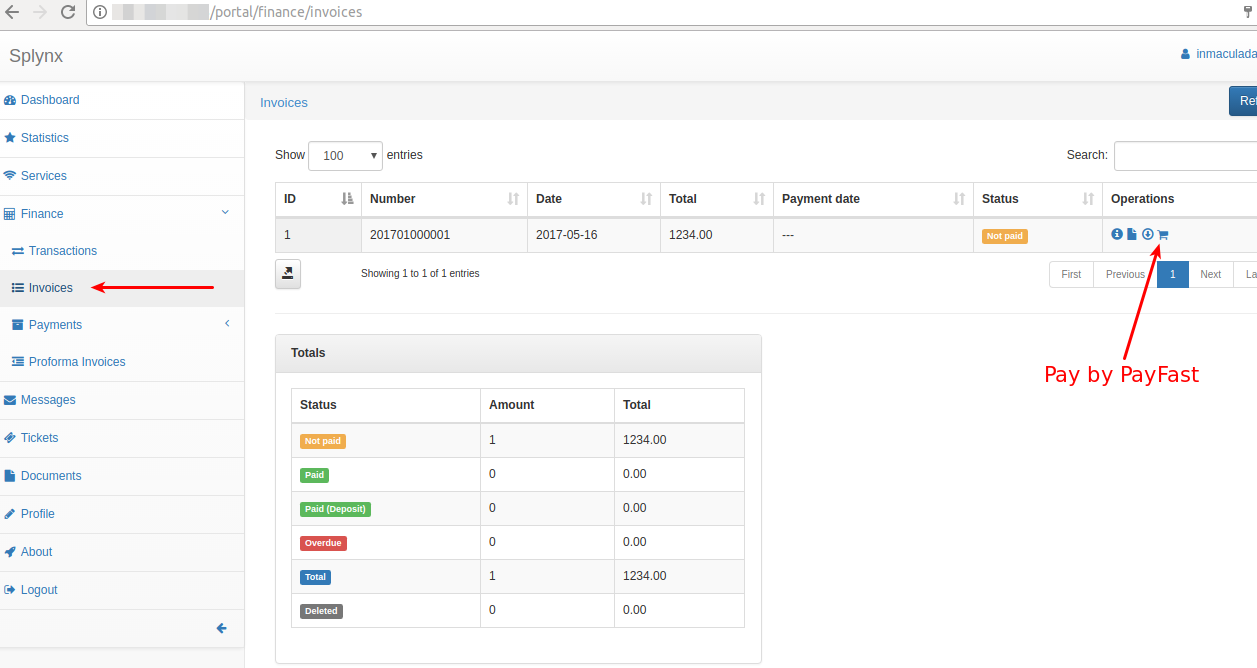 /portal/finance/invoices
Splynx
inmaculada
Dashboard
Statistics
Services
Finance
Transactions
Invoices
Payments
Proforma Invoices
Messages
Tickets
Documents
Profile
About
Logout
Invoices
Show 100 entries
Search:
ID Number Date Total Payment date Status Operations
1 201701000001 2017-05-16 1234.00 --- Not paid
Showing 1 to 1 of 1 entries
First Previous 1 Next
Pay by PayFast
Totals
Status Amount Total
Not paid 1 1234.00
Paid 0 0.00
Paid (Deposit) 0 0.00
Overdue 0 0.00
Total 1 1234.00
Deleted 0 0.00